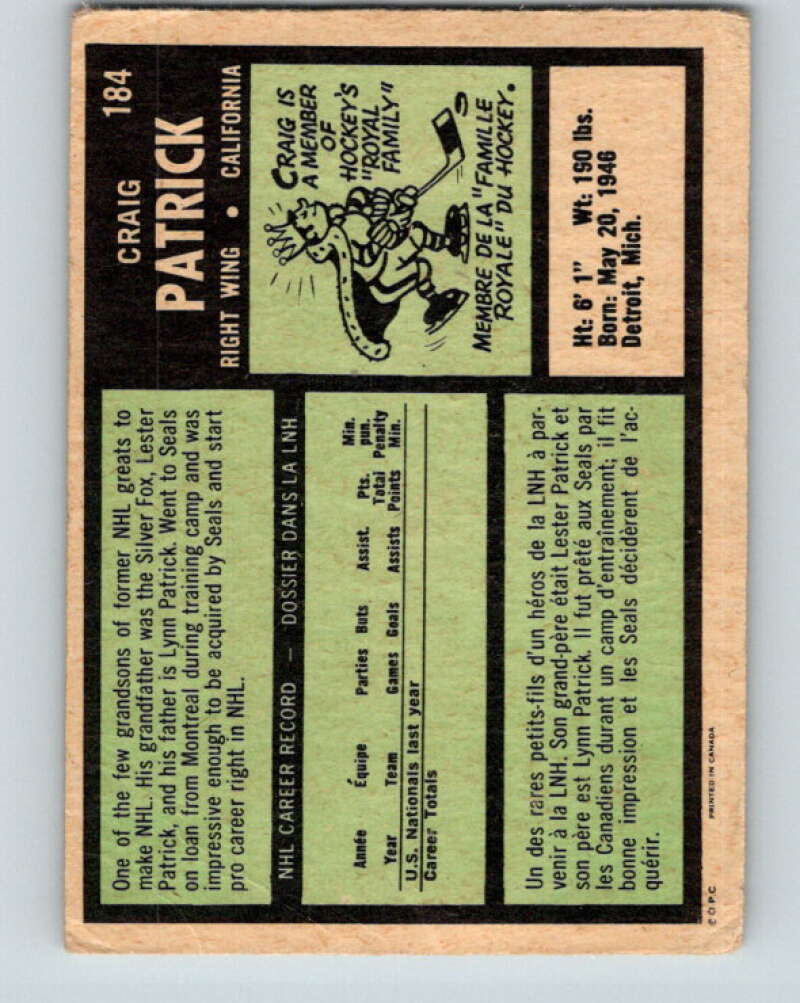 184
CRAIG
PATRICK
RIGHT WING • CALIFORNIA
One of the few grandsons of former NHL greats to
make NHL. His grandfather was the Silver Fox, Lester
Patrick, and his father is Lynn Patrick. Went to Seals
on loan from Montreal during training camp and was
impressive enough to be acquired by Seals and start
pro career right in NHL.
CRAIG IS
A MEMBER
OF
HOCKEY'S
"ROYAL
FAMILY"
MEMBRE DE LA "FAMILLE
ROYALE" DU HOCKEY.
NHL CAREER RECORD — DOSSIER DANS LA LNH
Min.
Pts. pun.
Année Équipe Parties Buts Assist. Total Penalty
Year Team Games Goals Assists Points Min.
U.S. Nationals last year
Career Totals
Ht: 6' 1" Wt: 190 lbs.
Born: May 20, 1946
Detroit, Mich.
Un des rares petits-fils d'un héros de la LNH à par-
venir à la LNH. Son grand-père était Lester Patrick et
son père est Lynn Patrick. Il fut prêté aux Seals par
les Canadiens durant un camp d'entraînement; il fit
bonne impression et les Seals décidèrent de l'ac-
quérir.
© O.P.C. PRINTED IN CANADA